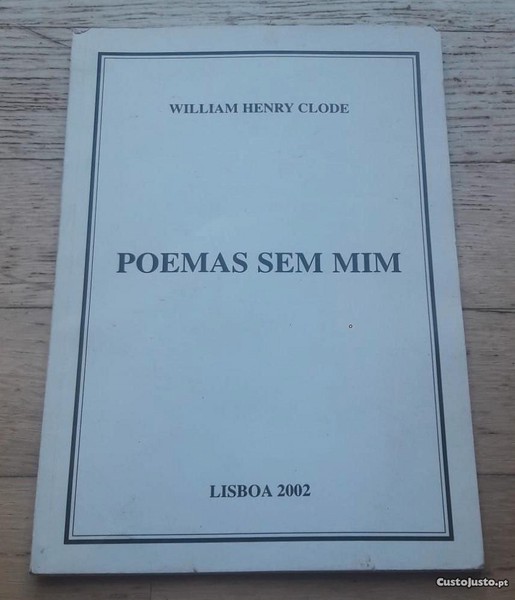 WILLIAM HENRY CLODE
POEMAS SEM MIM
LISBOA 2002
CustoJusto.pt